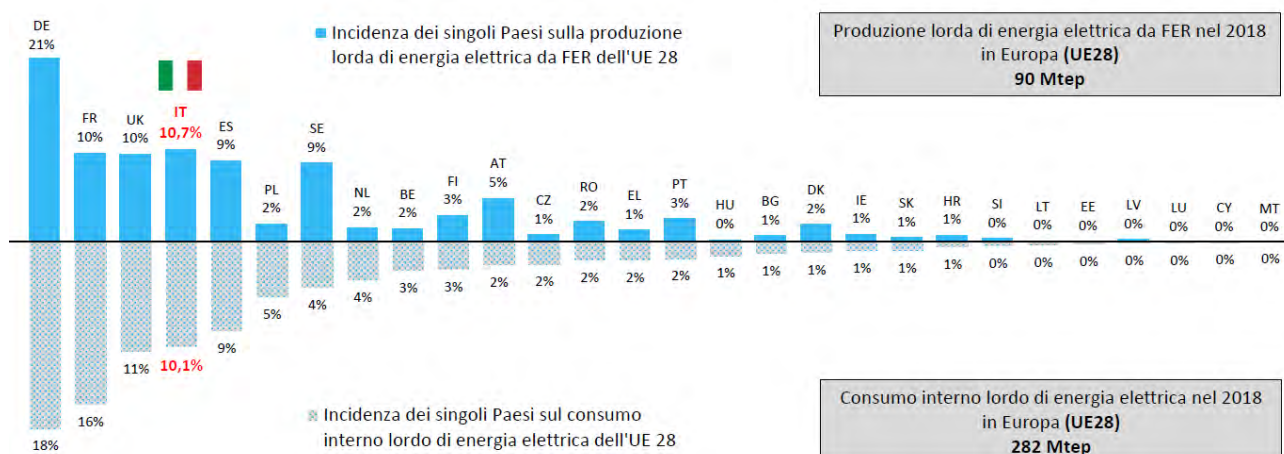 DE
21%
FR
10%
UK
10%
IT
10,7%
ES
9%
PL
2%
SE
9%
NL
2%
BE
2%
FI
3%
AT
5%
CZ
1%
RO
2%
EL
1%
PT
3%
HU
0%
BG
1%
DK
2%
IE
1%
SK
1%
HR
1%
SI
0%
LT
0%
EE
0%
LV
0%
LU
0%
CY
0%
MT
0%
Incidenza dei singoli Paesi sulla produzione
lorda di energia elettrica da FER dell'UE 28
Produzione lorda di energia elettrica da FER nel 2018
in Europa (UE28)
90 Mtep
18%
16%
11%
10,1%
9%
5%
4%
4%
3%
3%
2%
2%
2%
2%
2%
1%
1%
1%
1%
1%
1%
0%
0%
0%
0%
0%
0%
0%
Incidenza dei singoli Paesi sul consumo
interno lordo di energia elettrica dell'UE 28
Consumo interno lordo di energia elettrica nel 2018
in Europa (UE28)
282 Mtep